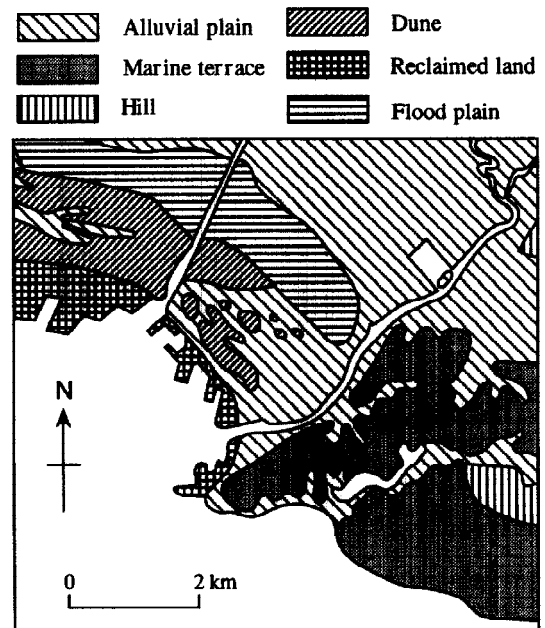 Alluvial plain Dune
Marine terrace Reclaimed land
Hill Flood plain
N
0 2 km